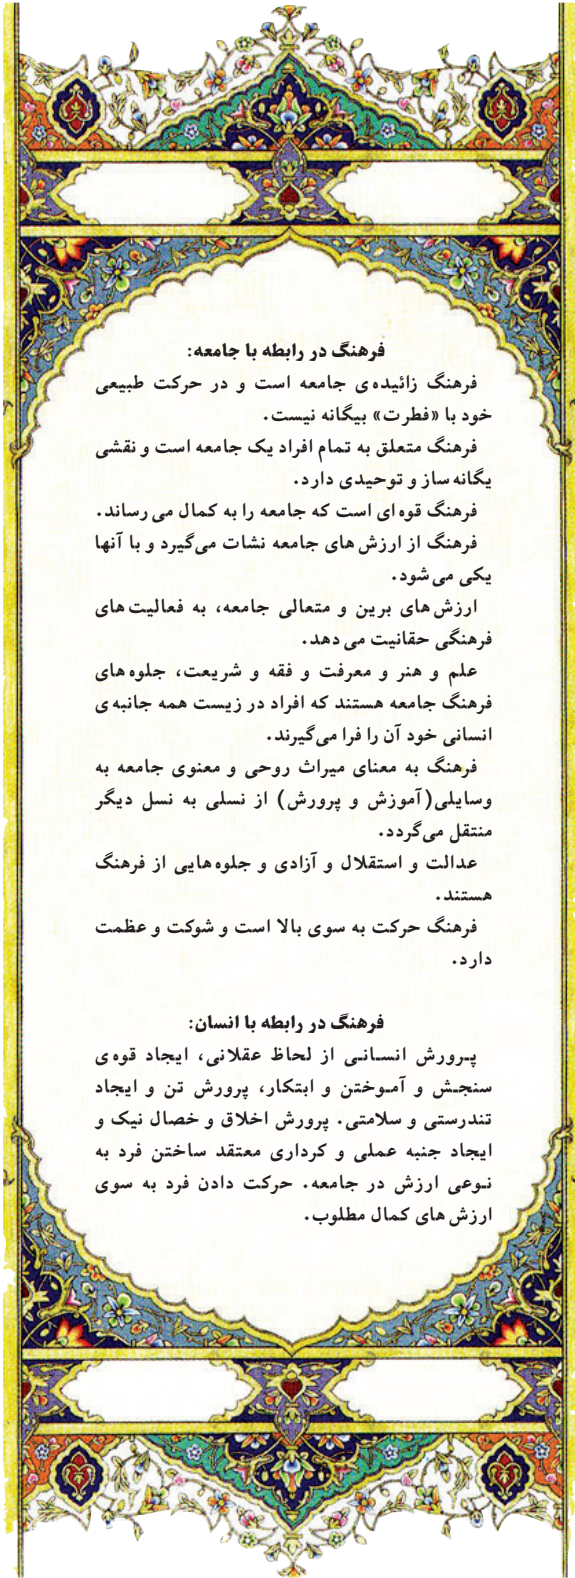 فرهنگ در رابطه با جامعه:
فرهنگ زائیده‌ی جامعه است و در حرکت طبیعی
خود با «فطرت» بیگانه نیست.
فرهنگ متعلق به تمام افراد یک جامعه است و نقشی
یگانه‌ساز و توحیدی دارد.
فرهنگ قوه‌ای است که جامعه را به کمال می‌رساند.
فرهنگ از ارزش‌های جامعه نشات می‌گیرد و با آنها
یکی می‌شود.
ارزش‌های برین و متعالی جامعه، به فعالیت‌های
فرهنگی حقانیت می‌دهد.
علم و هنر و معرفت و فقه و شریعت، جلوه‌های
فرهنگ جامعه هستند که افراد در زیست همه جانبه‌ی
انسانی خود آن را فرا می‌گیرند.
فرهنگ به معنای میراث روحی و معنوی جامعه به
وسایلی(آموزش و پرورش) از نسلی به نسل دیگر
منتقل می‌گردد.
عدالت و استقلال و آزادی و جلوه‌هایی از فرهنگ
هستند.
فرهنگ حرکت به سوی بالا است و شوکت و عظمت
دارد.
فرهنگ در رابطه با انسان:
پـرورش انسـانـی از لحاظ عقلانی، ایجاد قوه‌ی
سنجـش و آمـوختن و ابتکار، پرورش تن و ایجاد
تندرستی و سلامتی. پرورش اخلاق و خصال نیک و
ایجاد جنبه عملی و کرداری معتقد ساختن فرد به
نـوعی ارزش در جامعه. حرکت دادن فرد به سوی
ارزش‌های کمال مطلوب.